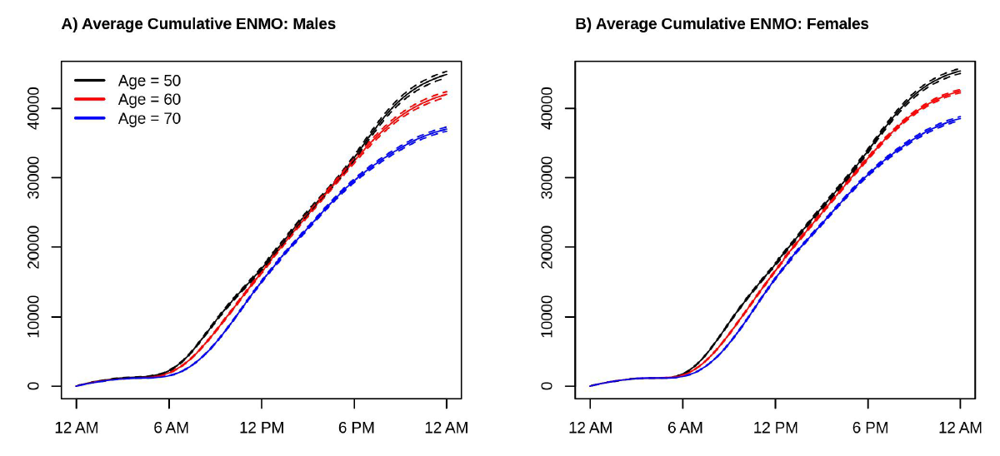 A) Average Cumulative ENMO: Males
Age = 50
Age = 60
Age = 70
40000
30000
20000
10000
0
12 AM 6 AM 12 PM 6 PM 12 AM
B) Average Cumulative ENMO: Females
40000
30000
20000
10000
0
12 AM 6 AM 12 PM 6 PM 12 AM